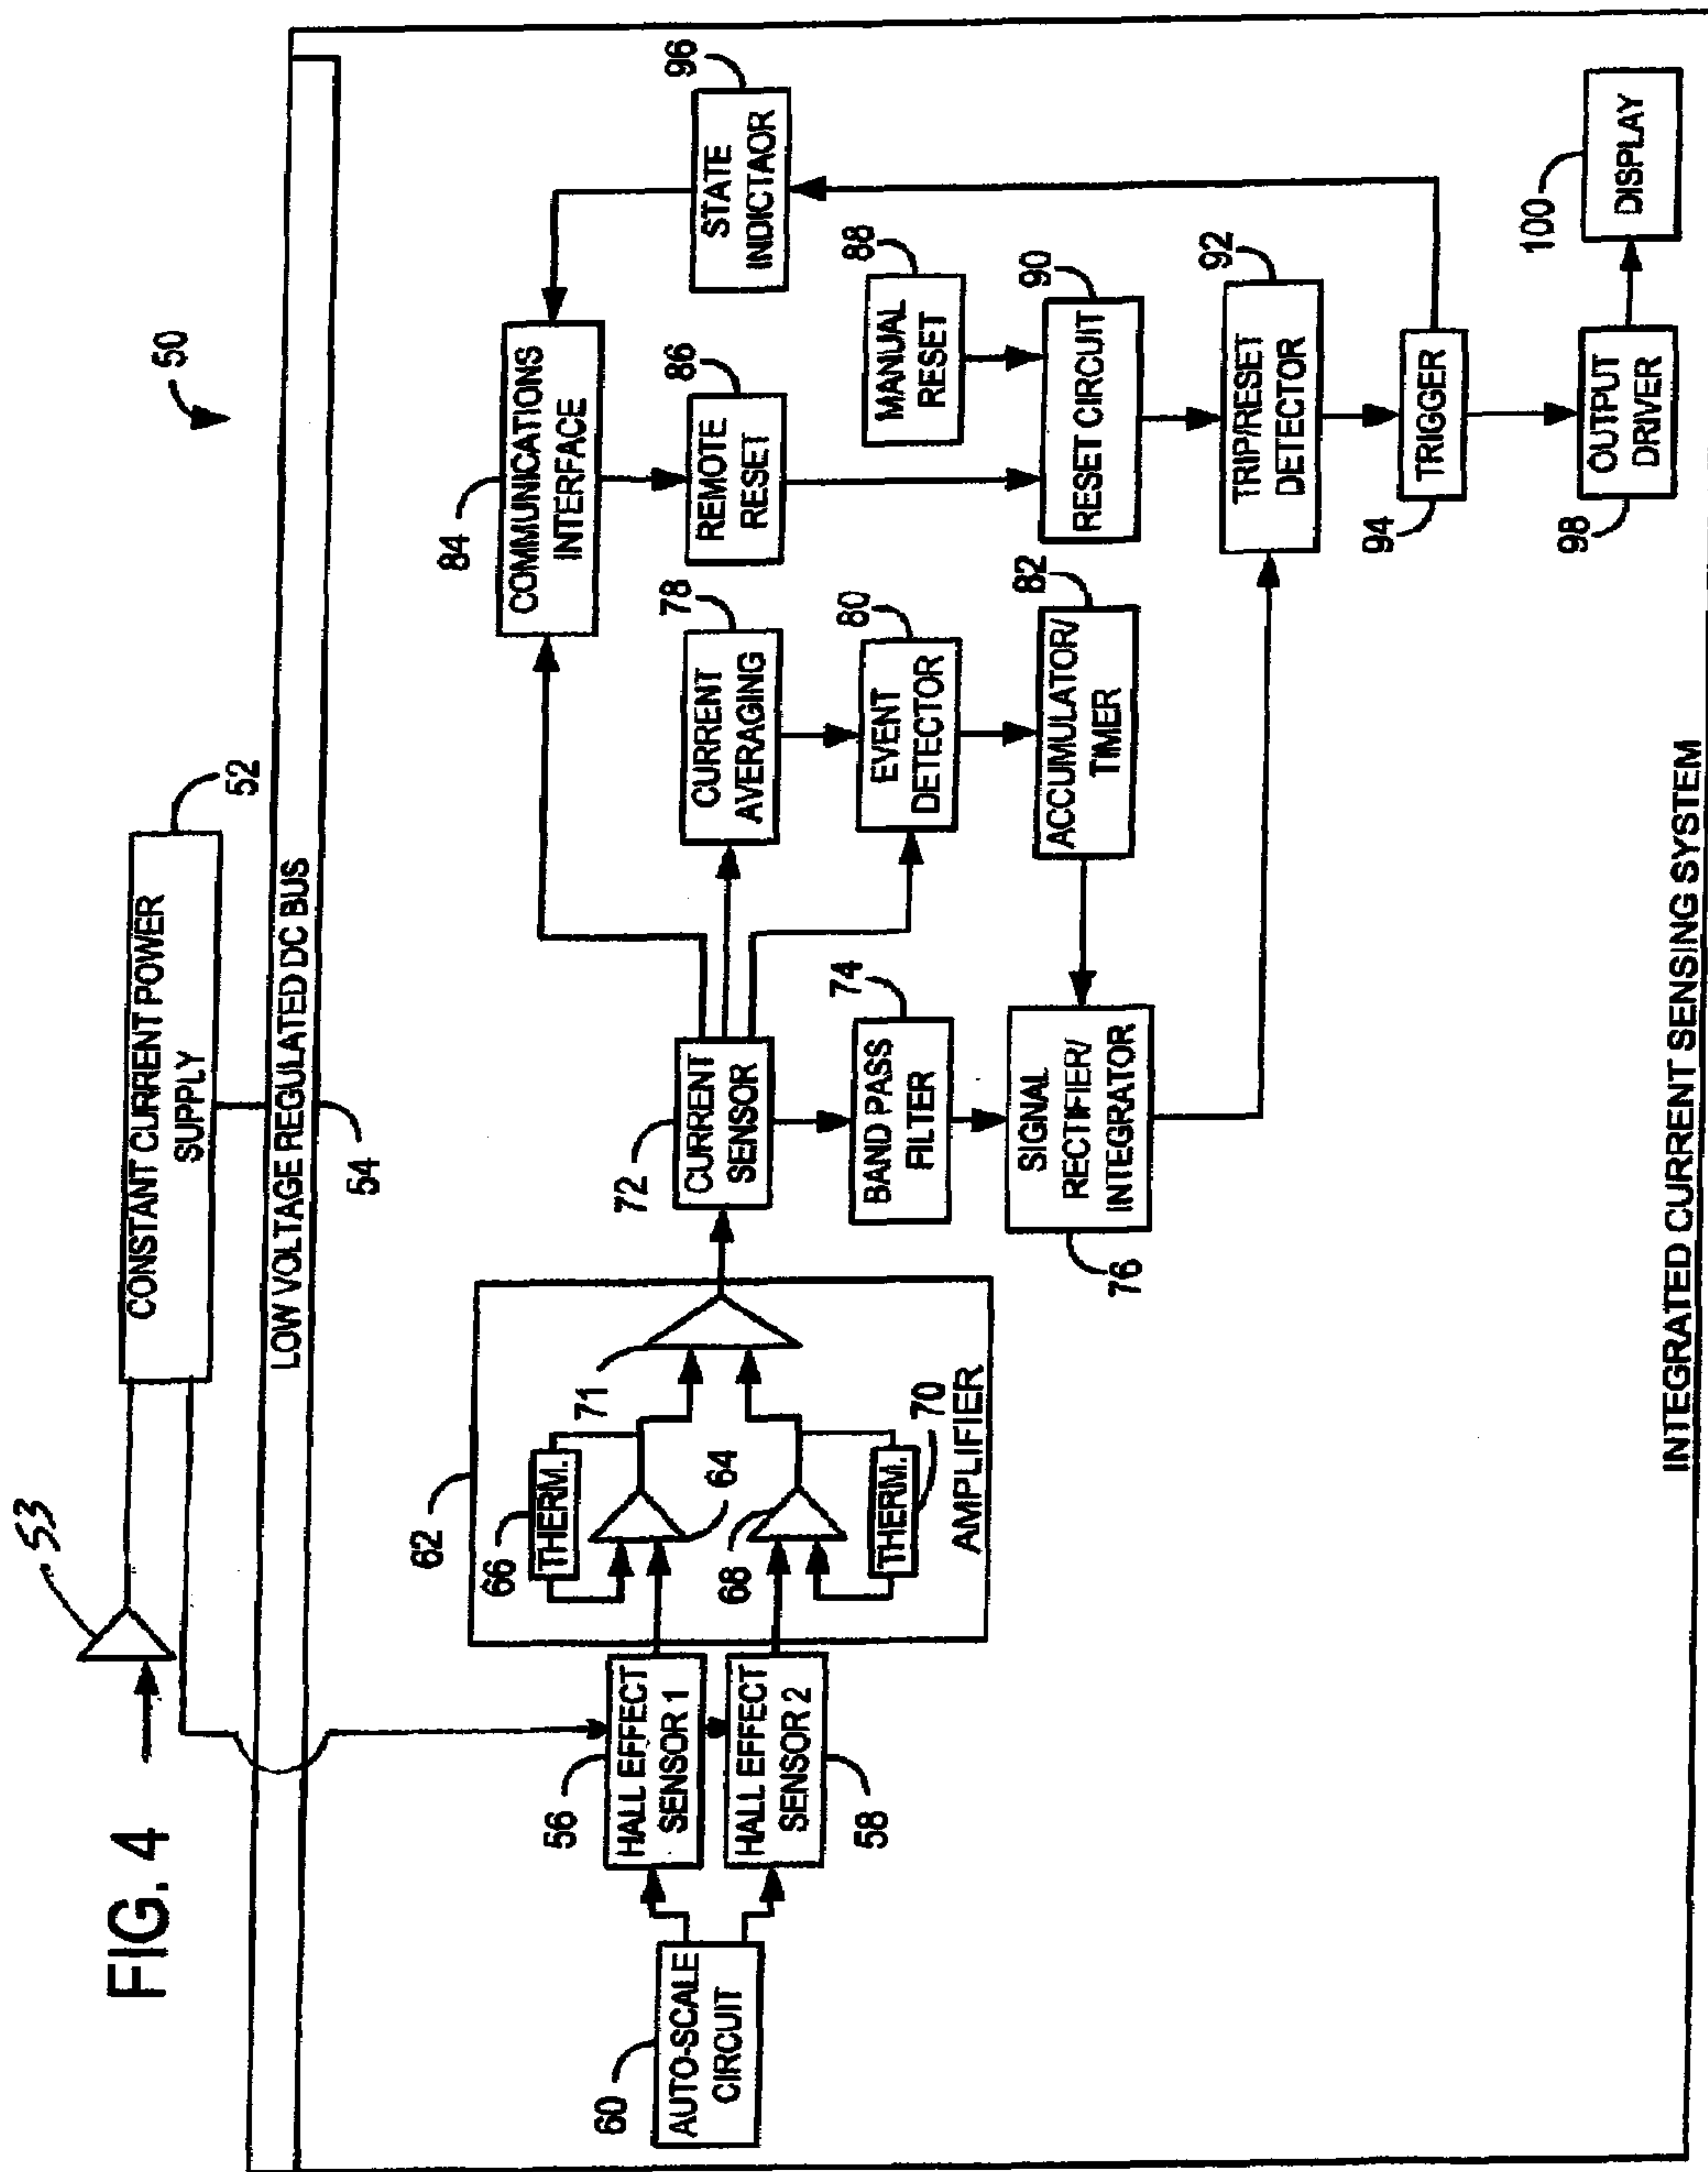 FIG. 4
53
50
CONSTANT CURRENT POWER
SUPPLY
52
LOW VOLTAGE REGULATED DC BUS
54
60
AUTO-SCALE
CIRCUIT
56
HALL EFFECT
SENSOR 1
HALL EFFECT
SENSOR 2
58
62
66
THERM.
71
64
68
THERM.
70
AMPLIFIER
72
CURRENT
SENSOR
74
BAND PASS
FILTER
SIGNAL
RECTIFIER/
INTEGRATOR
76
78
CURRENT
AVERAGING
80
EVENT
DETECTOR
82
ACCUMULATOR/
TIMER
84
COMMUNICATIONS
INTERFACE
86
REMOTE
RESET
88
MANUAL
RESET
90
RESET CIRCUIT
92
TRIP/RESET
DETECTOR
TRIGGER
94
96
STATE
INDICTAOR
OUTPUT
DRIVER
98
100
DISPLAY
INTEGRATED CURRENT SENSING SYSTEM